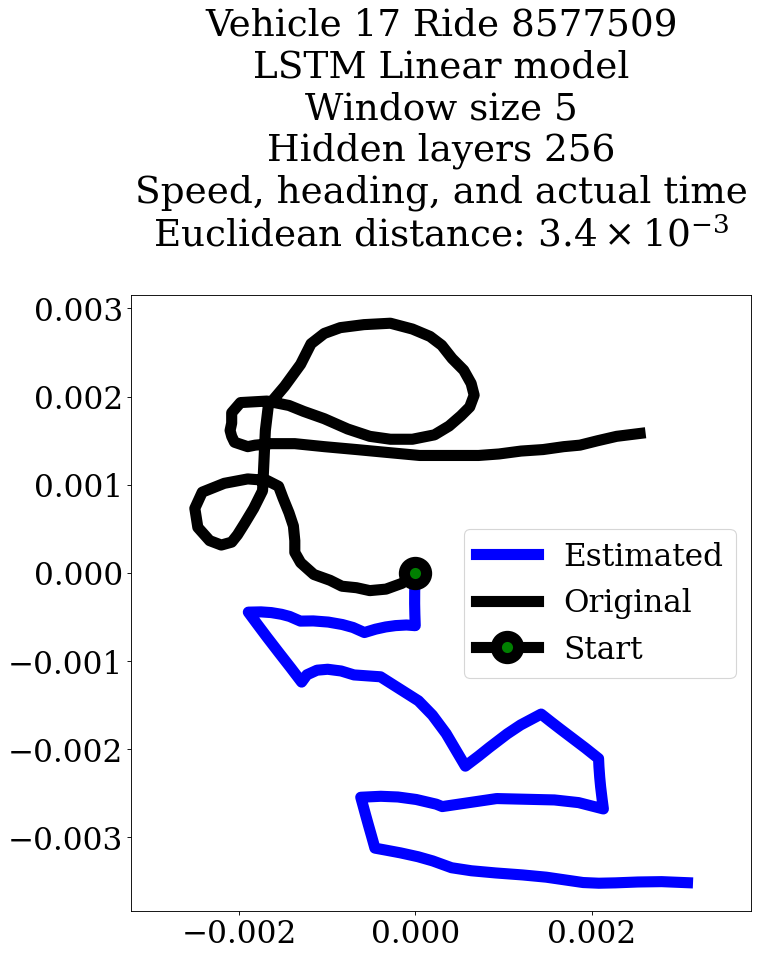 Vehicle 17 Ride 8577509
LSTM Linear model
Window size 5
Hidden layers 256
Speed, heading, and actual time
Euclidean distance: 3.4 × 10⁻³
0.003
0.002
0.001
0.000
−0.001
−0.002
−0.003
Estimated
Original
Start
−0.002 0.000 0.002